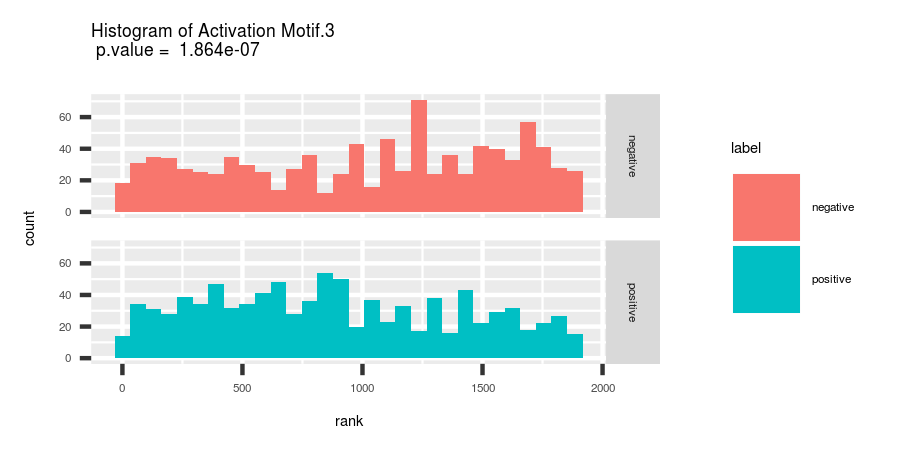 Histogram of Activation Motif.3
p.value = 1.864e-07
count
60
40
20
0
negative
60
40
20
0
positive
0 500 1000 1500 2000
rank
label
negative
positive